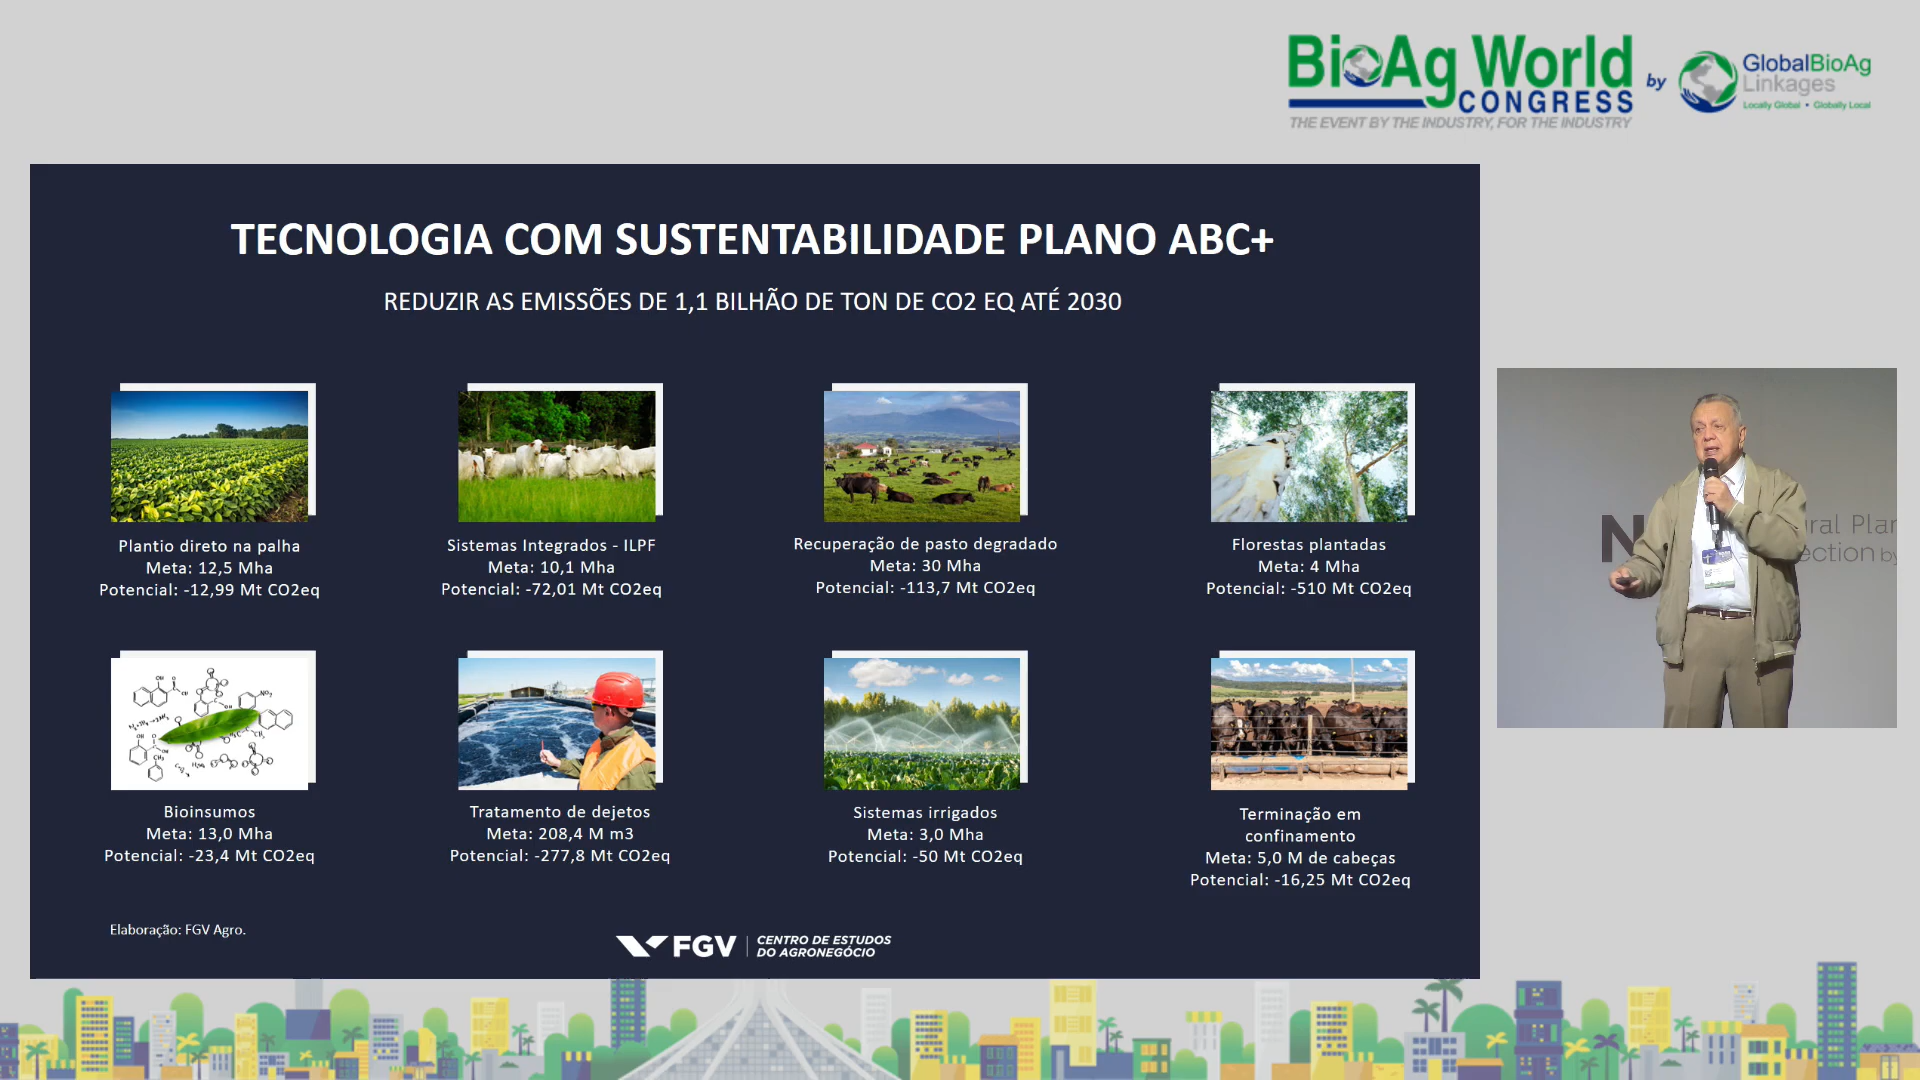 BioAg World
CONGRESS
THE EVENT BY THE INDUSTRY, FOR THE INDUSTRY
by
GlobalBioAg
Linkages
Locally Global • Globally Local
TECNOLOGIA COM SUSTENTABILIDADE PLANO ABC+
REDUZIR AS EMISSÕES DE 1,1 BILHÃO DE TON DE CO2 EQ ATÉ 2030
Plantio direto na palha
Meta: 12,5 Mha
Potencial: -12,99 Mt CO2eq
Sistemas Integrados - ILPF
Meta: 10,1 Mha
Potencial: -72,01 Mt CO2eq
Recuperação de pasto degradado
Meta: 30 Mha
Potencial: -113,7 Mt CO2eq
Florestas plantadas
Meta: 4 Mha
Potencial: -510 Mt CO2eq
Bioinsumos
Meta: 13,0 Mha
Potencial: -23,4 Mt CO2eq
Tratamento de dejetos
Meta: 208,4 M m3
Potencial: -277,8 Mt CO2eq
Sistemas irrigados
Meta: 3,0 Mha
Potencial: -50 Mt CO2eq
Terminação em
confinamento
Meta: 5,0 M de cabeças
Potencial: -16,25 Mt CO2eq
Elaboração: FGV Agro.
FGV
CENTRO DE ESTUDOS
DO AGRONEGÓCIO
N
ural Plan
ection by